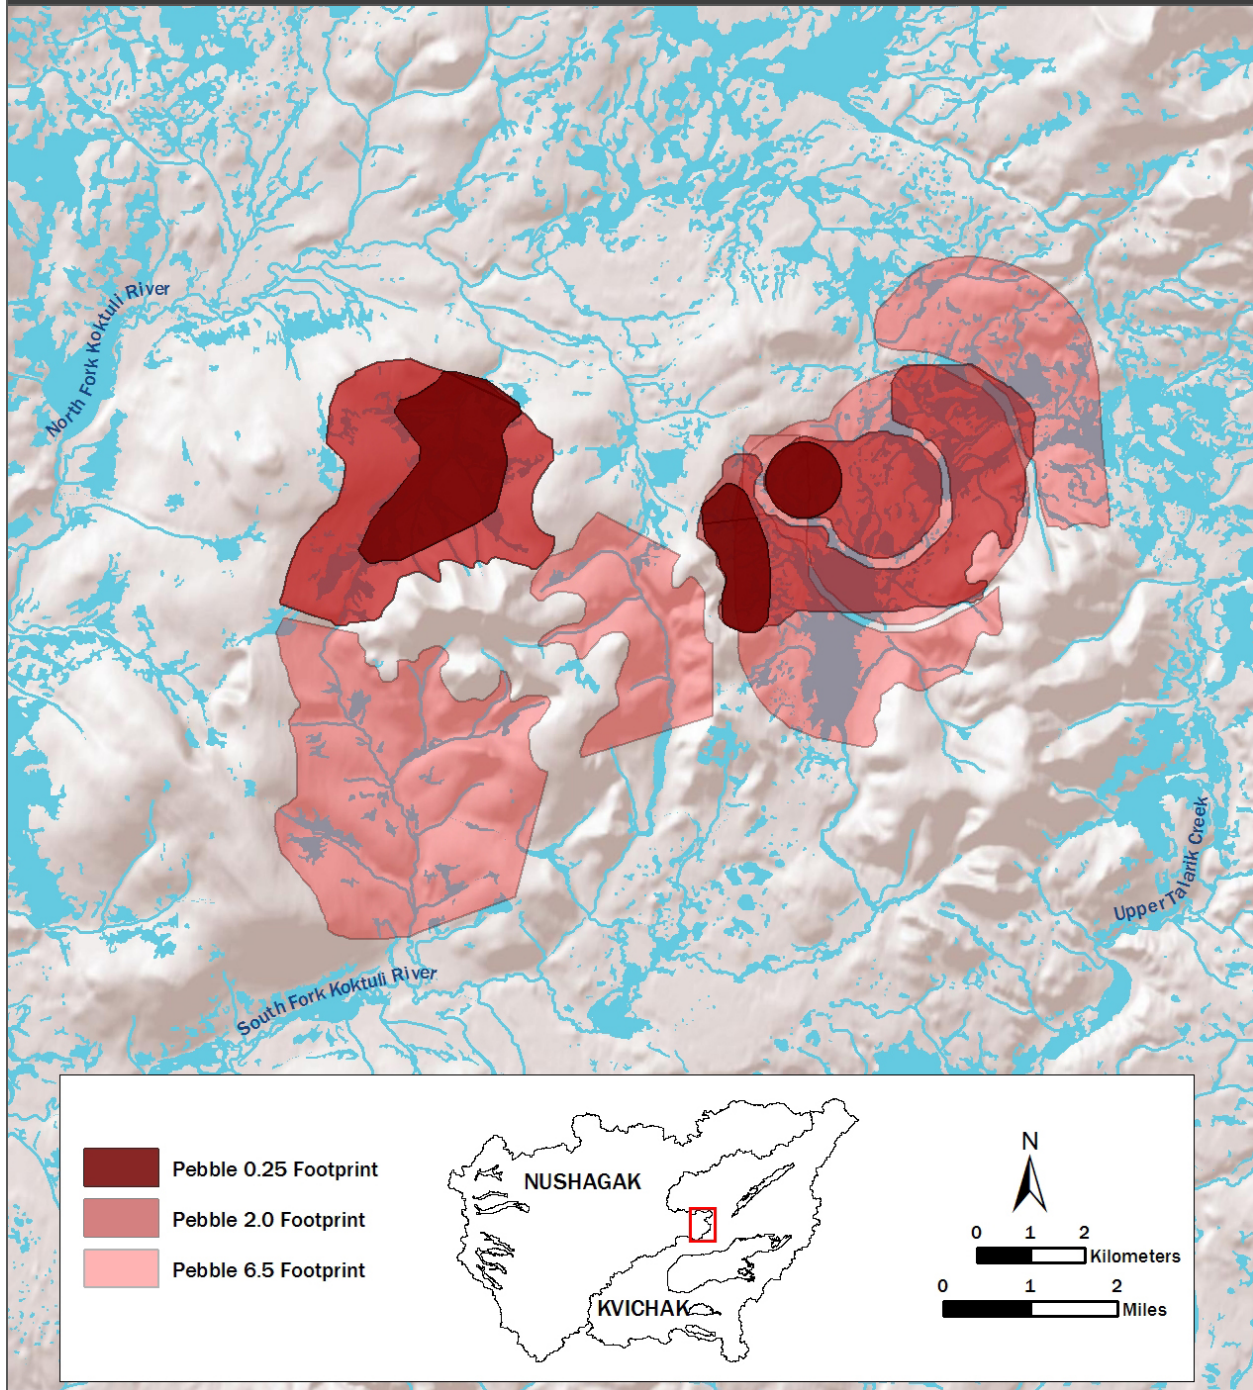 North Fork Koktuli River
South Fork Koktuli River
Upper Talarik Creek
Pebble 0.25 Footprint
Pebble 2.0 Footprint
Pebble 6.5 Footprint
NUSHAGAK
KVICHAK
N
0 1 2
Kilometers
0 1 2
Miles